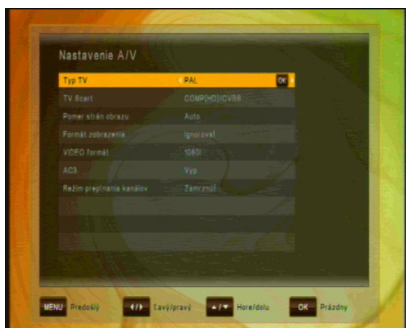 Nastavenie A/V
Typ TV PAL OK
TV Scart COMP(HD)/CVBS
Pomer strán obrazu Auto
Formát zobrazenia Ignorovať
VIDEO formát 1080i
AC3 Vyp
Režim prepínania kanálov Zamrznúť
MENU Predošlý Ľavý/pravý Hore/dolu OK Prázdny